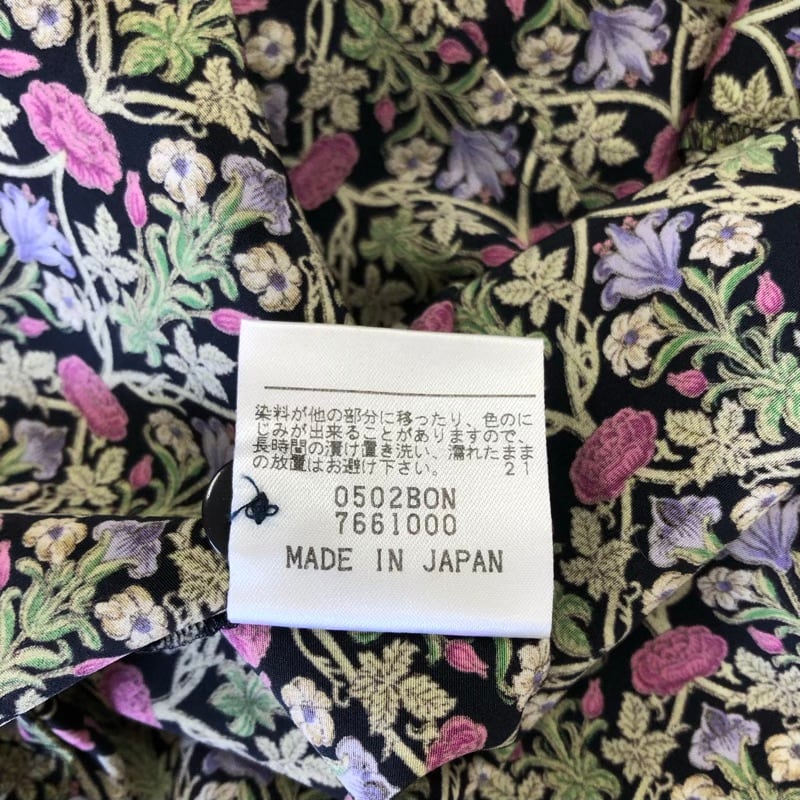 染料が他の部分に移ったり、色のに
じみが出来ることがありますので、
長時間の漬け置き洗い、濡れたまま
の放置はお避け下さい。 21
0502BON
7661000
MADE IN JAPAN